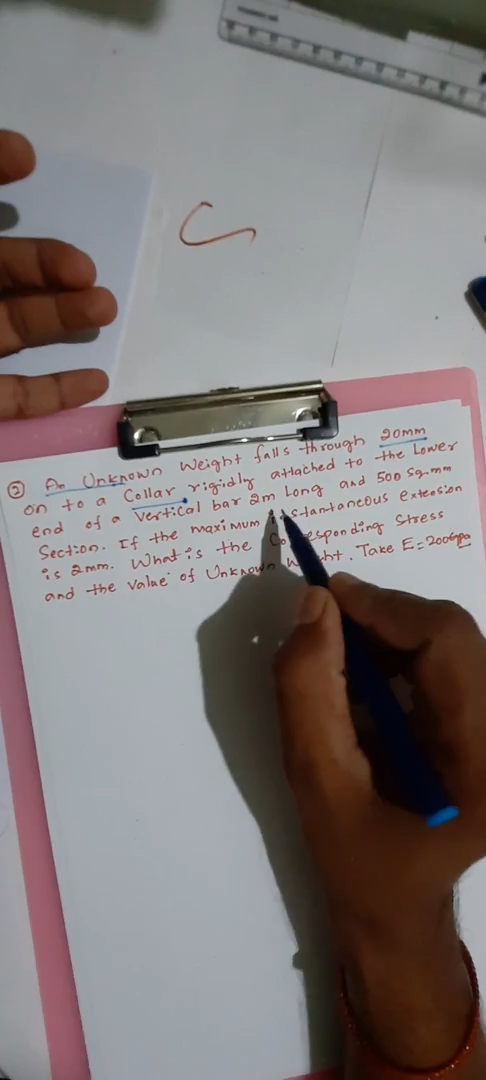 ② An Unknown Weight falls through 20mm
on to a Collar rigidly attached to the Lower
end of a Vertical bar 2m Long and 500 Sq.mm
Section. If the maximum instantaneous extension
is 2mm. What is the Corresponding Stress
and the Value of Unknown Weight. Take E=200Gpa